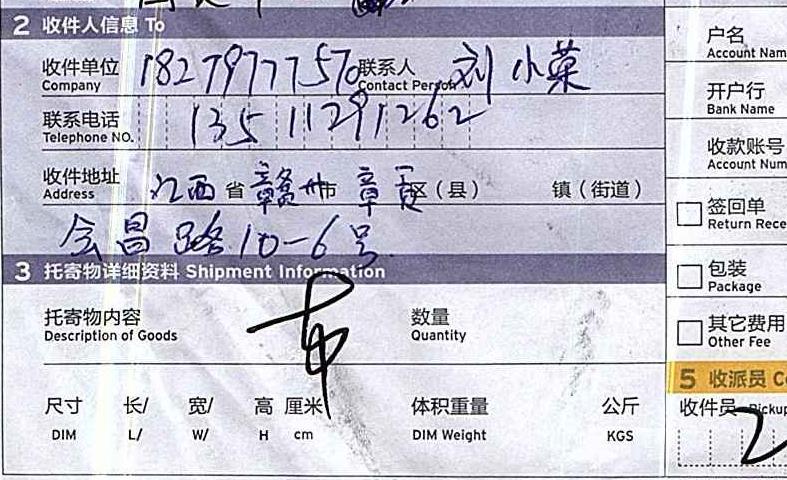 2 收件人信息 To
收件单位 18279777570 联系人 刘小菜
Company Contact Person
联系电话 13511291262
Telephone NO.
收件地址 江西 省 赣州 市 章贡 区（县） 镇（街道）
Address
会昌路10-6号
3 托寄物详细资料 Shipment Information
托寄物内容 布 数量
Description of Goods Quantity
尺寸 长/ 宽/ 高 厘米 体积重量 公斤
DIM L/ W/ H cm DIM Weight KGS
户名
Account Nam
开户行
Bank Name
收款账号
Account Num
签回单
Return Rece
包装
Package
其它费用
Other Fee
5 收派员 Co
收件员 Pickup
2